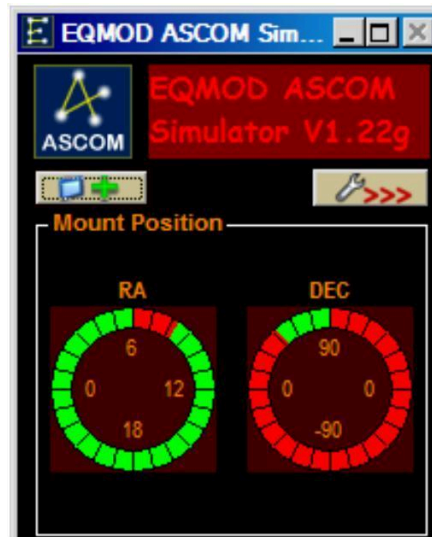 EQMOD ASCOM Sim...
EQMOD ASCOM
Simulator V1.22g
ASCOM
>>>
Mount Position
RA
DEC
6
90
0
12
0
0
18
-90